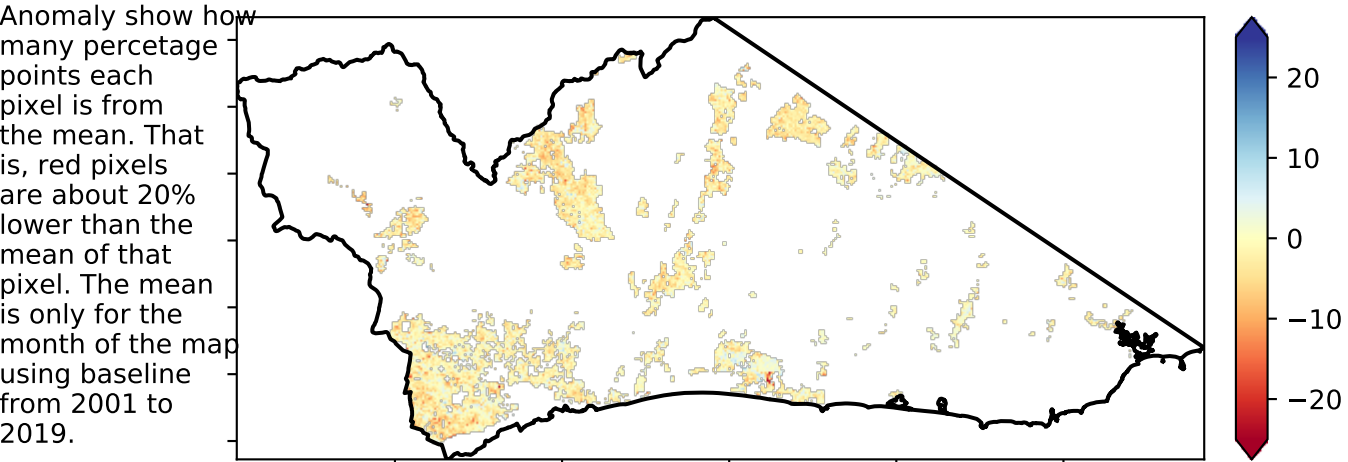 Anomaly show how
many percetage
points each
pixel is from
the mean. That
is, red pixels
are about 20%
lower than the
mean of that
pixel. The mean
is only for the
month of the map
using baseline
from 2001 to
2019.
20
10
0
−10
−20